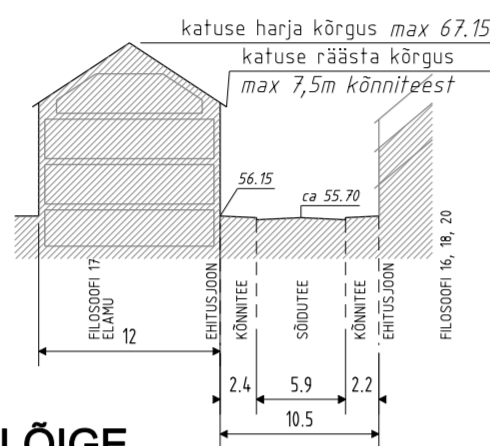 katuse harja kõrgus max 67.15
katuse räästa kõrgus
max 7,5m kõnniteest
56.15
ca 55.70
FILOSOOFI 17
ELAMU
EHITUSJOON
KÕNNITEE
SÕIDUTEE
KÕNNITEE
EHITUSJOON
FILOSOOFI 16, 18, 20
12
2.4
5.9
2.2
10.5
LÕIGE